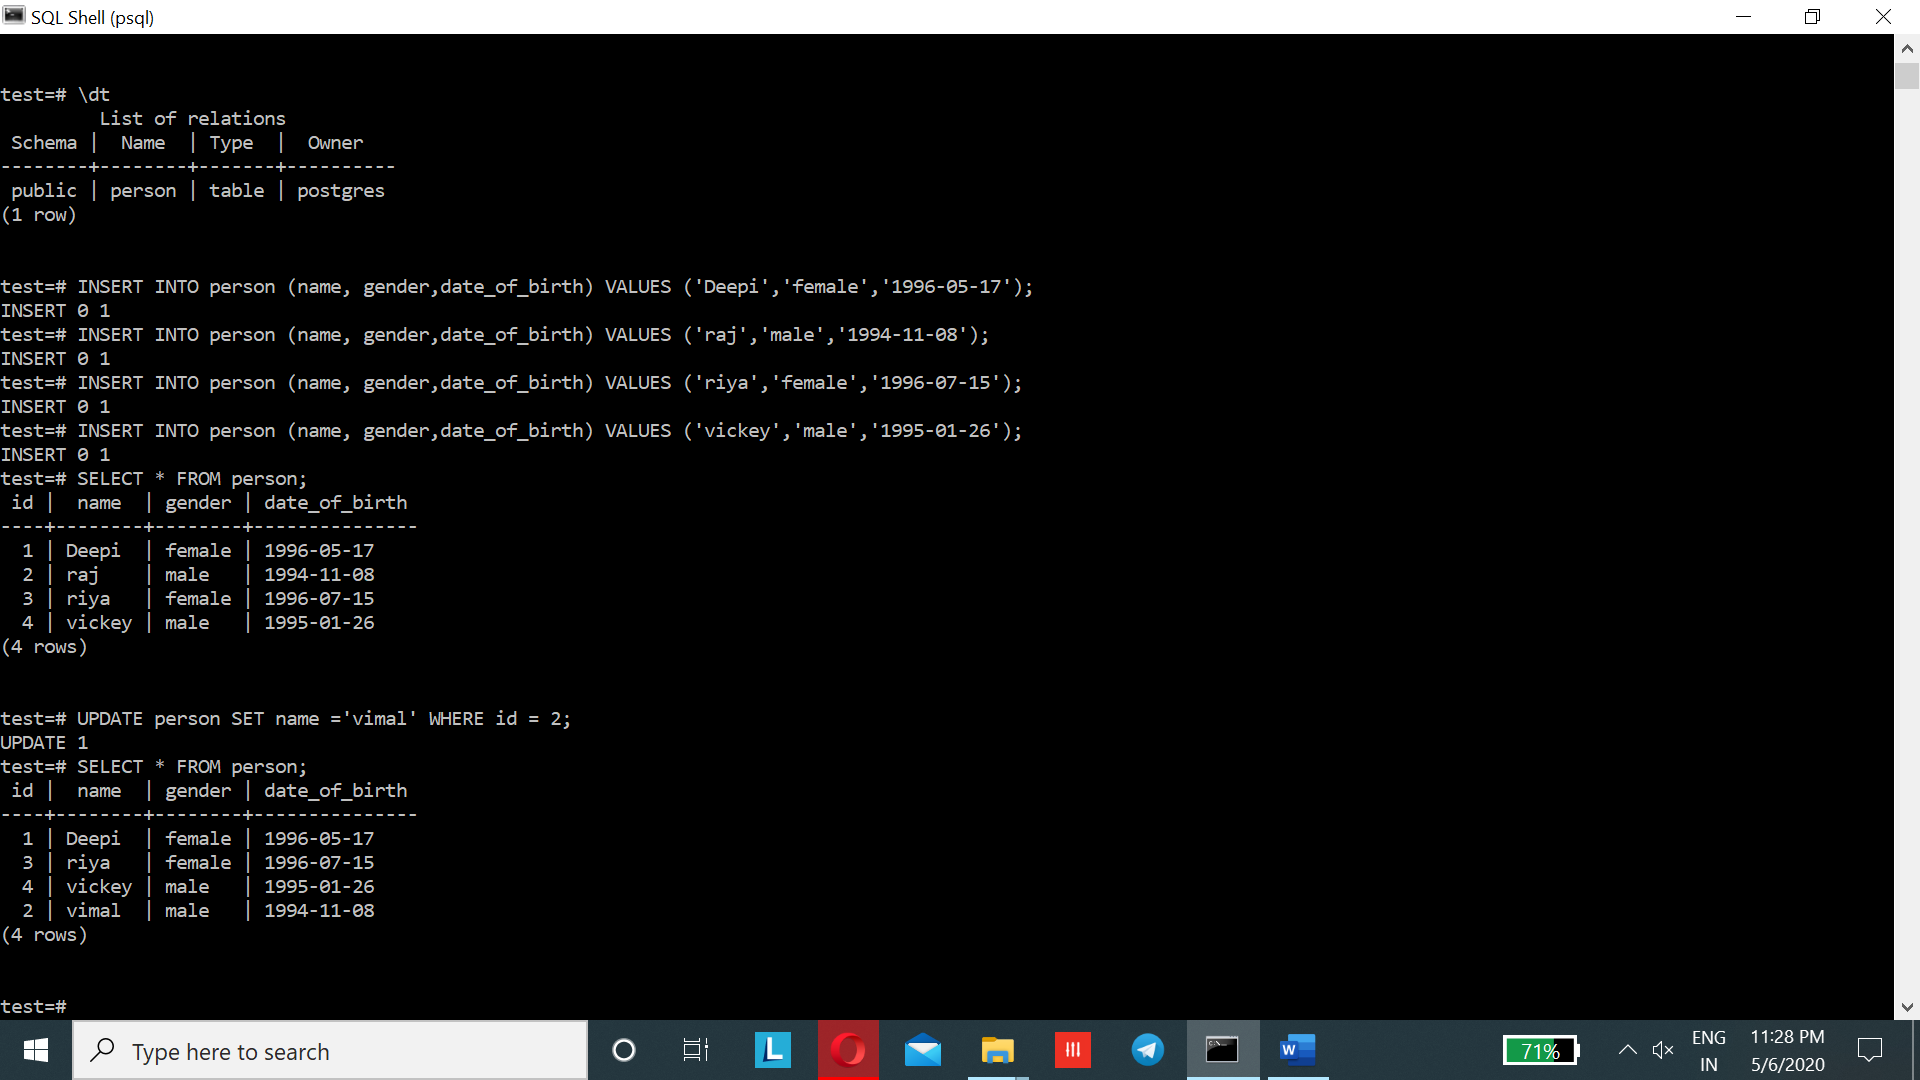 SQL Shell (psql)
test=# \dt
         List of relations
 Schema |  Name  | Type  |  Owner
--------+--------+-------+----------
 public | person | table | postgres
(1 row)
test=# INSERT INTO person (name, gender,date_of_birth) VALUES ('Deepi','female','1996-05-17');
INSERT 0 1
test=# INSERT INTO person (name, gender,date_of_birth) VALUES ('raj','male','1994-11-08');
INSERT 0 1
test=# INSERT INTO person (name, gender,date_of_birth) VALUES ('riya','female','1996-07-15');
INSERT 0 1
test=# INSERT INTO person (name, gender,date_of_birth) VALUES ('vickey','male','1995-01-26');
INSERT 0 1
test=# SELECT * FROM person;
 id |  name  | gender | date_of_birth
----+--------+--------+---------------
  1 | Deepi  | female | 1996-05-17
  2 | raj    | male   | 1994-11-08
  3 | riya   | female | 1996-07-15
  4 | vickey | male   | 1995-01-26
(4 rows)
test=# UPDATE person SET name ='vimal' WHERE id = 2;
UPDATE 1
test=# SELECT * FROM person;
 id |  name  | gender | date_of_birth
----+--------+--------+---------------
  1 | Deepi  | female | 1996-05-17
  3 | riya   | female | 1996-07-15
  4 | vickey | male   | 1995-01-26
  2 | vimal  | male   | 1994-11-08
(4 rows)
test=#
Type here to search
L
W
71%
ENG
IN
11:28 PM
5/6/2020